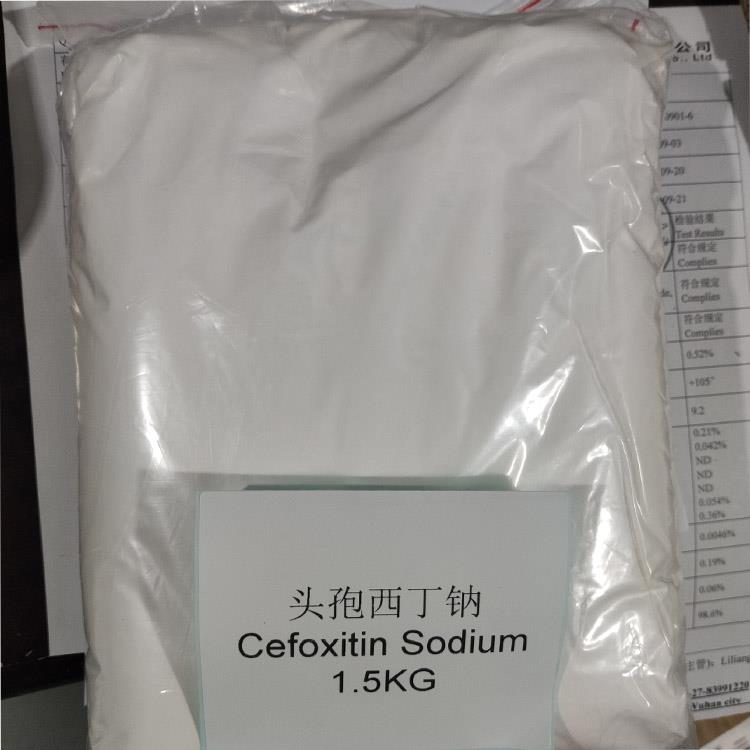 公司
., Ltd
0901-6
09-03
09-20
09-21
检验结果
Test Results
符合规定
Complies
符合规定
Complies
符合规定
Complies
0.52%
+105°
9.2
0.21%
0.042%
ND
ND
ND
0.054%
0.36%
0.0046%
0.19%
0.06%
98.6%
主管): Liliang
-27-83991220
Wuhan city
头孢西丁钠
Cefoxitin Sodium
1.5KG